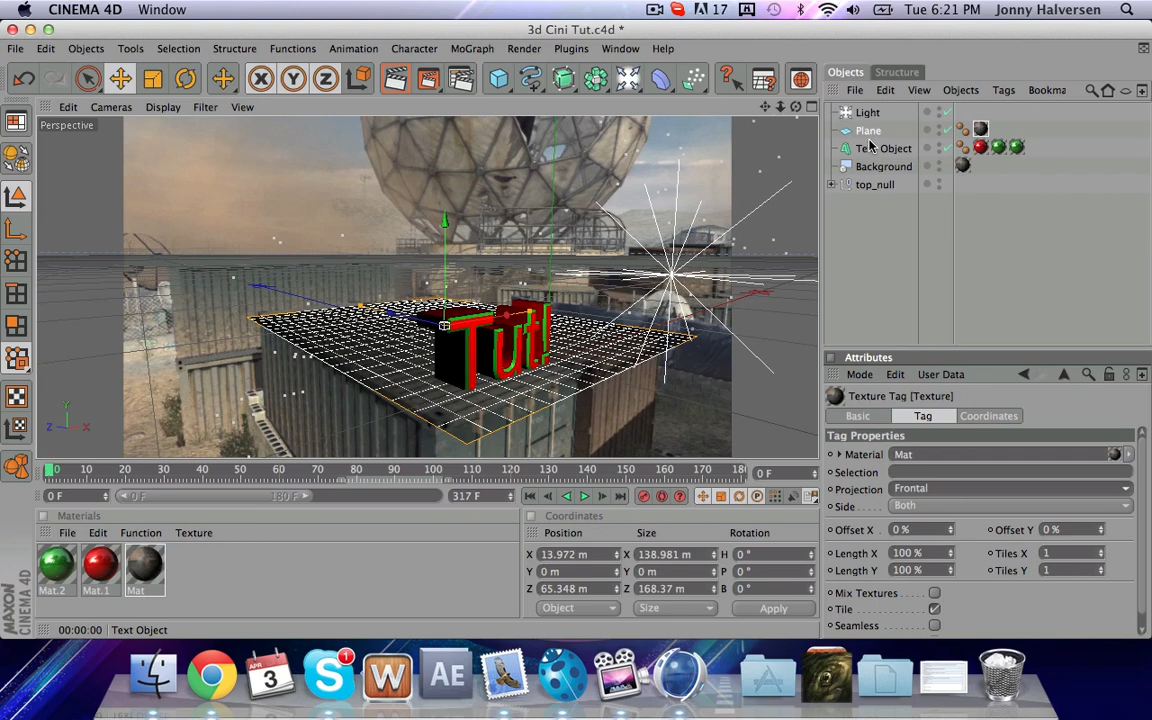 CINEMA 4D Window A 17 Tue 6:21 PM Jonny Halversen
3d Cini Tut.c4d *
File Edit Objects Tools Selection Structure Functions Animation Character MoGraph Render Plugins Window Help
X Y Z
Objects Structure
File Edit View Objects Tags Bookma
Edit Cameras Display Filter View
Perspective
Light
Plane
Text Object
Background
top_null
Tut!
Y
Z X
Attributes
Mode Edit User Data
Texture Tag [Texture]
Basic Tag Coordinates
Tag Properties
Material Mat
Selection
Projection Frontal
Side Both
Offset X 0 % Offset Y 0 %
Length X 100 % Tiles X 1
Length Y 100 % Tiles Y 1
Mix Textures
Tile
Seamless
0 10 20 30 40 50 60 70 80 90 100 110 120 130 140 150 160 170 180 0 F
0 F 0 F 180 F 317 F
Materials
File Edit Function Texture
Mat.2 Mat.1 Mat
Coordinates
Position Size Rotation
X 13.972 m X 138.981 m H 0 °
Y 0 m Y 0 m P 0 °
Z 65.348 m Z 168.37 m B 0 °
Object Size Apply
MAXON
CINEMA 4D
00:00:00 Text Object
APR
3
1
W
AE